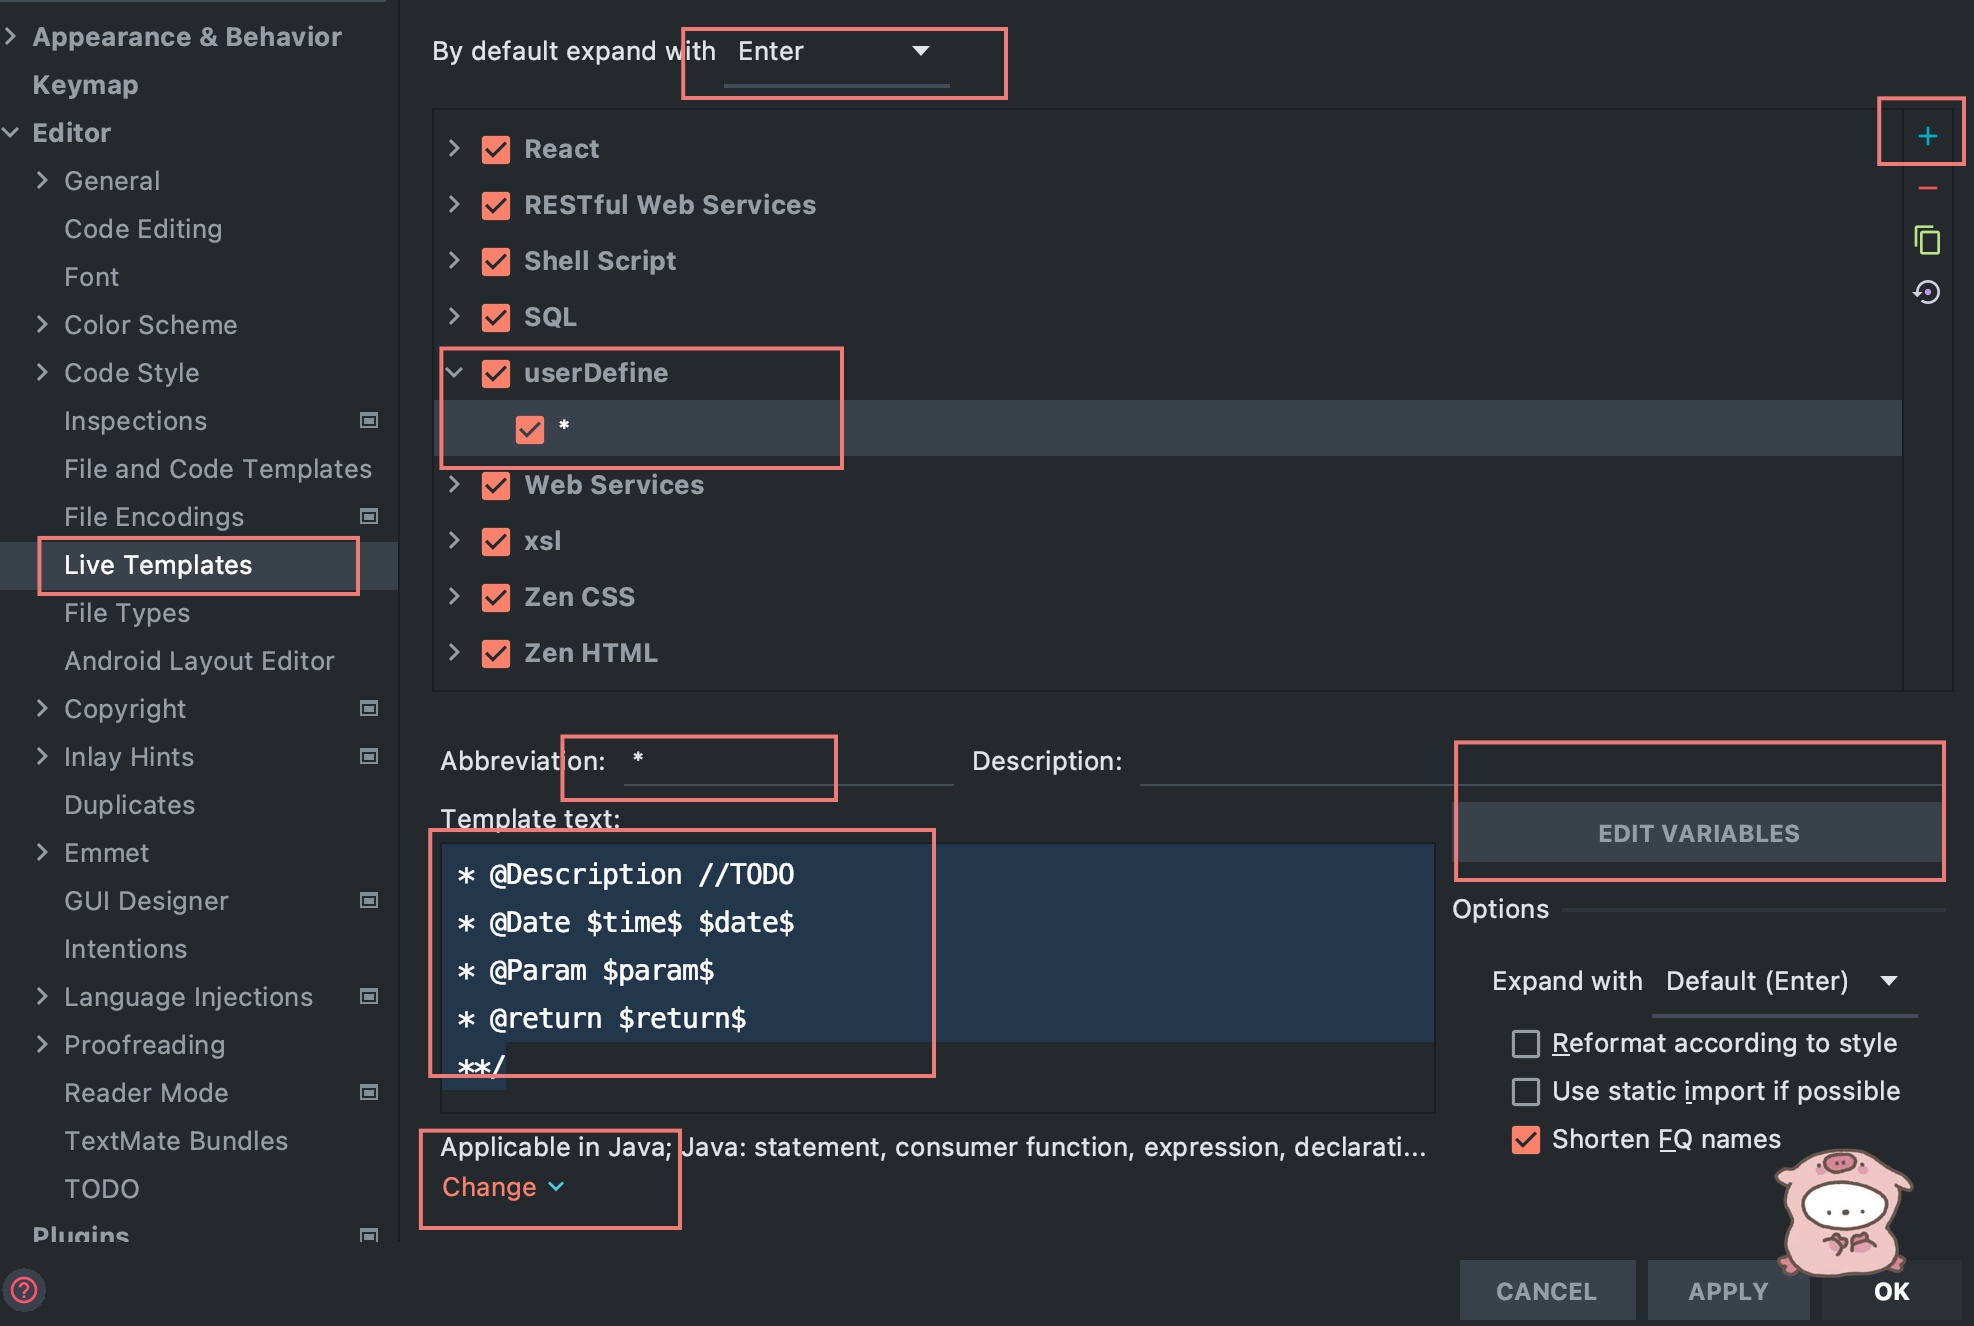 Appearance & Behavior
Keymap
Editor
General
Code Editing
Font
Color Scheme
Code Style
Inspections
File and Code Templates
File Encodings
Live Templates
File Types
Android Layout Editor
Copyright
Inlay Hints
Duplicates
Emmet
GUI Designer
Intentions
Language Injections
Proofreading
Reader Mode
TextMate Bundles
TODO
Plugins
By default expand with Enter
React
RESTful Web Services
Shell Script
SQL
userDefine
*
Web Services
xsl
Zen CSS
Zen HTML
Abbreviation: * Description:
Template text:
* @Description //TODO
* @Date $time$ $date$
* @Param $param$
* @return $return$
**/
EDIT VARIABLES
Options
Expand with Default (Enter)
Reformat according to style
Use static import if possible
Shorten FQ names
Applicable in Java; Java: statement, consumer function, expression, declarati...
Change
CANCEL APPLY OK